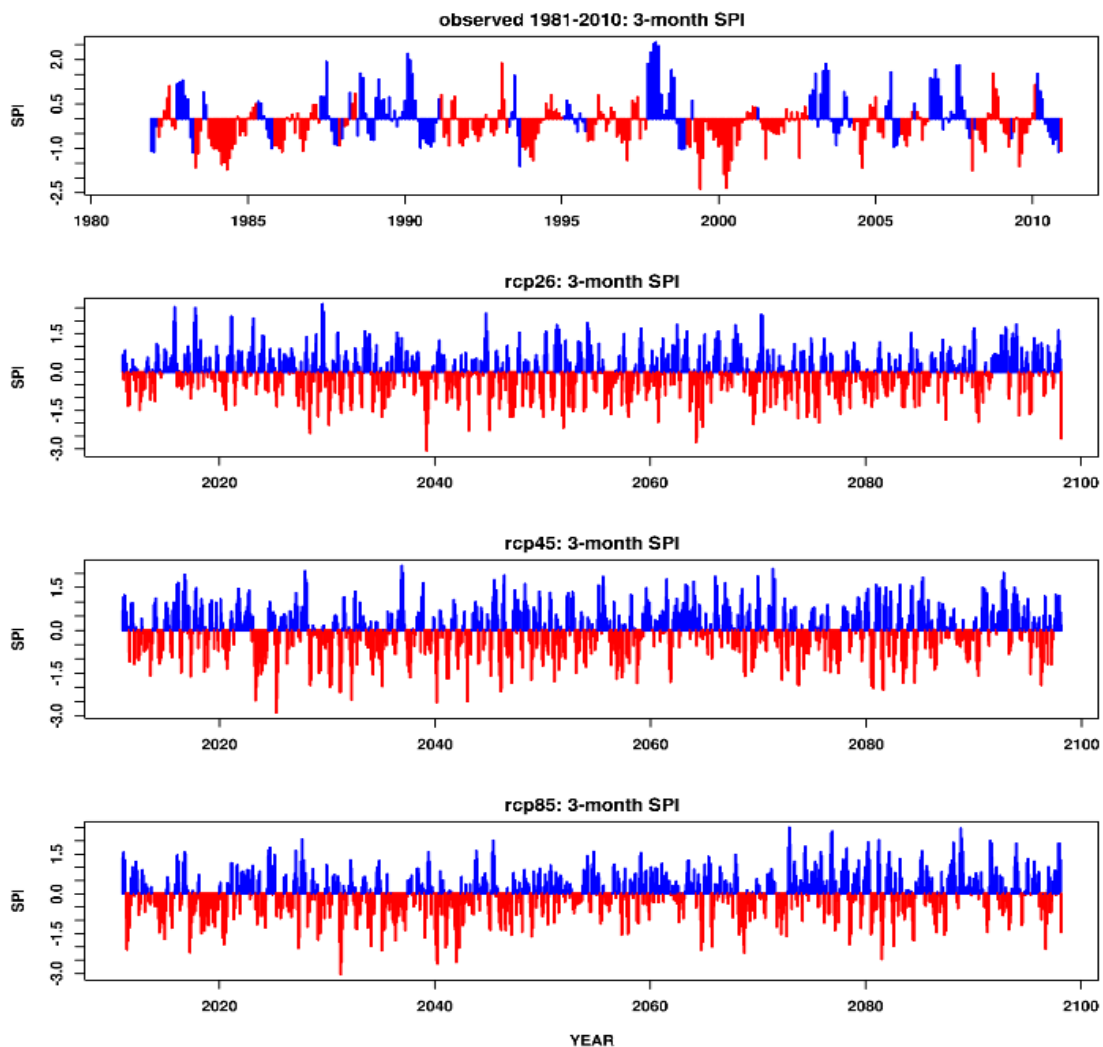 observed 1981-2010: 3-month SPI
SPI
2.0
0.5
-1.0
-2.5
1980 1985 1990 1995 2000 2005 2010
rcp26: 3-month SPI
SPI
1.5
0.0
-1.5
-3.0
2020 2040 2060 2080 2100
rcp45: 3-month SPI
SPI
1.5
0.0
-1.5
-3.0
2020 2040 2060 2080 2100
rcp85: 3-month SPI
SPI
1.5
0.0
-1.5
-3.0
2020 2040 2060 2080 2100
YEAR